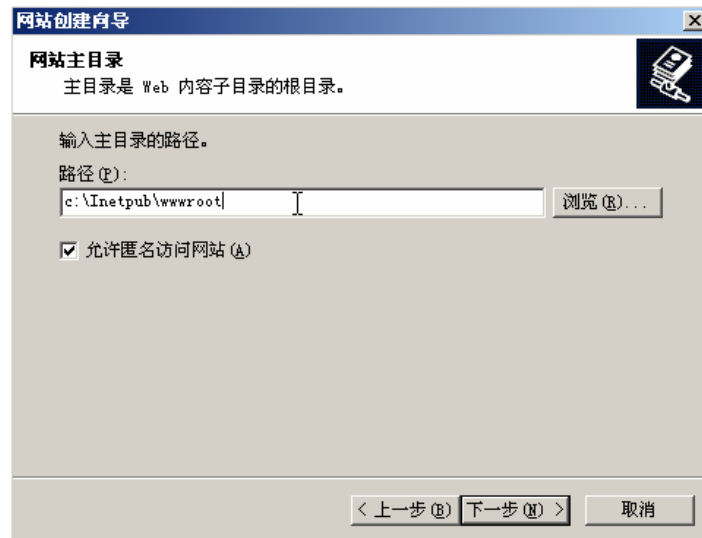 网站创建向导
网站主目录
主目录是 Web 内容子目录的根目录。
输入主目录的路径。
路径(P):
c:\Inetpub\wwwroot
浏览(R)...
允许匿名访问网站(A)
< 上一步(B)
下一步(N) >
取消